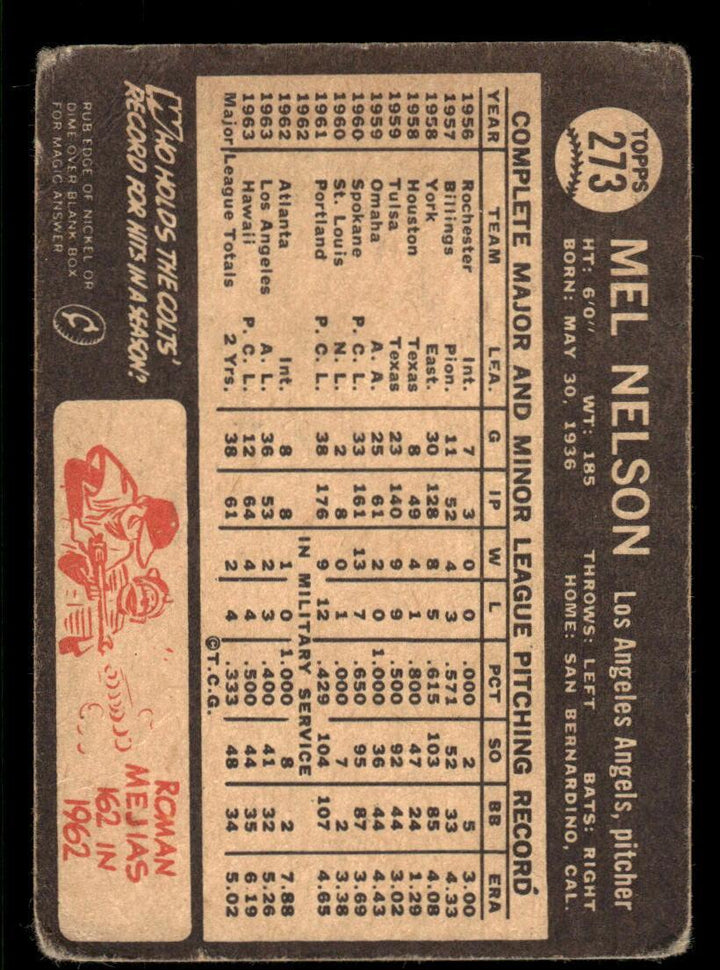 TOPPS
273
MEL NELSON Los Angeles Angels, pitcher
HT: 6'0" WT: 185 THROWS: LEFT BATS: RIGHT
BORN: MAY 30, 1936 HOME: SAN BERNARDINO, CAL.
COMPLETE MAJOR AND MINOR LEAGUE PITCHING RECORD
YEAR TEAM LEA. G IP W L PCT SO BB ERA
1956 Rochester Int. 7 3 0 0 .000 2 5 3.00
1957 Billings Pion. 11 52 4 3 .571 52 33 4.33
1958 York East. 30 128 8 5 .615 103 85 4.08
1958 Houston Texas 8 49 4 1 .800 47 24 1.29
1959 Tulsa Texas 23 140 9 9 .500 92 44 3.02
1959 Omaha A. A. 25 61 2 0 1.000 36 44 4.43
1960 Spokane P. C. L. 33 161 13 7 .650 95 87 3.69
1960 St. Louis N. L. 2 8 0 1 .000 7 2 3.38
1961 Portland P. C. L. 38 176 9 12 .429 104 107 4.65
1962 IN MILITARY SERVICE
1962 Atlanta Int. 8 8 1 0 1.000 8 2 7.88
1963 Los Angeles A. L. 36 53 2 3 .400 41 32 5.26
1963 Hawaii P. C. L. 12 64 4 4 .500 44 35 6.19
Major League Totals 2 Yrs. 38 61 2 4 .333 48 34 5.02
©T.C.G.
WHO HOLDS THE COLTS'
RECORD FOR HITS IN A SEASON?
RUB EDGE OF NICKEL OR
DIME OVER BLANK BOX
FOR MAGIC ANSWER
ROMAN
MEJIAS
162 IN
1962